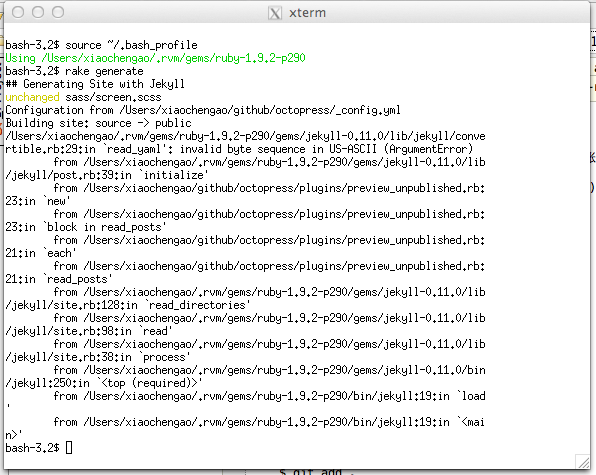 xterm
bash-3.2$ source ~/.bash_profile
Using /Users/xiaochengao/.rvm/gems/ruby-1.9.2-p290
bash-3.2$ rake generate
## Generating Site with Jekyll
unchanged sass/screen.scss
Configuration from /Users/xiaochengao/github/octopress/_config.yml
Building site: source -> public
/Users/xiaochengao/.rvm/gems/ruby-1.9.2-p290/gems/jekyll-0.11.0/lib/jekyll/conve
rtible.rb:29:in `read_yaml': invalid byte sequence in US-ASCII (ArgumentError)
from /Users/xiaochengao/.rvm/gems/ruby-1.9.2-p290/gems/jekyll-0.11.0/lib
/jekyll/post.rb:39:in `initialize'
from /Users/xiaochengao/github/octopress/plugins/preview_unpublished.rb:
23:in `new'
from /Users/xiaochengao/github/octopress/plugins/preview_unpublished.rb:
23:in `block in read_posts'
from /Users/xiaochengao/github/octopress/plugins/preview_unpublished.rb:
21:in `each'
from /Users/xiaochengao/github/octopress/plugins/preview_unpublished.rb:
21:in `read_posts'
from /Users/xiaochengao/.rvm/gems/ruby-1.9.2-p290/gems/jekyll-0.11.0/lib
/jekyll/site.rb:128:in `read_directories'
from /Users/xiaochengao/.rvm/gems/ruby-1.9.2-p290/gems/jekyll-0.11.0/lib
/jekyll/site.rb:98:in `read'
from /Users/xiaochengao/.rvm/gems/ruby-1.9.2-p290/gems/jekyll-0.11.0/lib
/jekyll/site.rb:38:in `process'
from /Users/xiaochengao/.rvm/gems/ruby-1.9.2-p290/gems/jekyll-0.11.0/bin
/jekyll:250:in `<top (required)>'
from /Users/xiaochengao/.rvm/gems/ruby-1.9.2-p290/bin/jekyll:19:in `load
'
from /Users/xiaochengao/.rvm/gems/ruby-1.9.2-p290/bin/jekyll:19:in `<mai
n>'
bash-3.2$
$ git add .